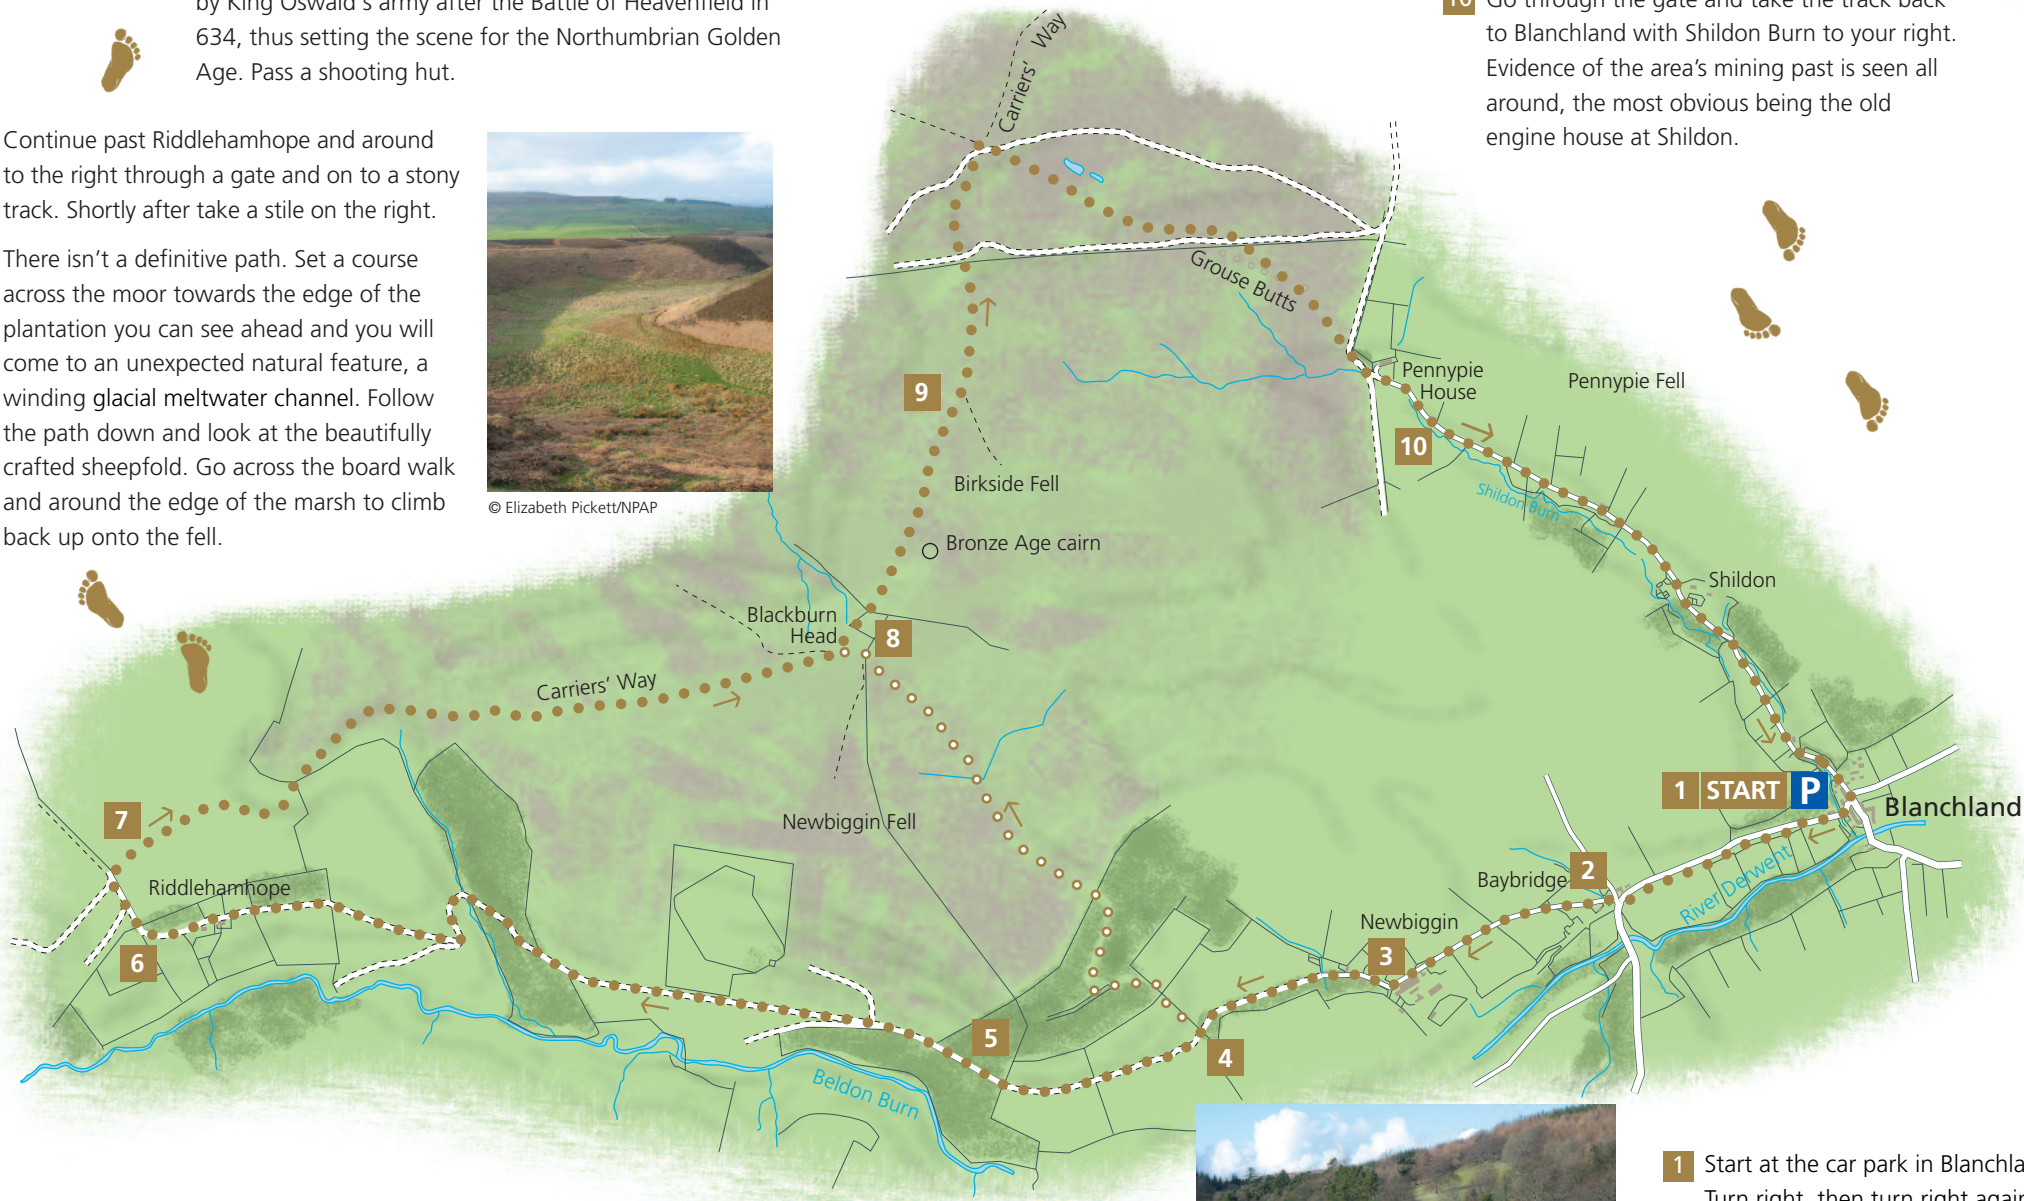 by King Oswald's army after the Battle of Heavenfield in
634, thus setting the scene for the Northumbrian Golden
Age. Pass a shooting hut.
Continue past Riddlehamhope and around
to the right through a gate and on to a stony
track. Shortly after take a stile on the right.
There isn't a definitive path. Set a course
across the moor towards the edge of the
plantation you can see ahead and you will
come to an unexpected natural feature, a
winding glacial meltwater channel. Follow
the path down and look at the beautifully
crafted sheepfold. Go across the board walk
and around the edge of the marsh to climb
back up onto the fell.
© Elizabeth Pickett/NPAP
10 Go through the gate and take the track back
to Blanchland with Shildon Burn to your right.
Evidence of the area's mining past is seen all
around, the most obvious being the old
engine house at Shildon.
Carriers' Way
Grouse Butts
Pennypie
House
Pennypie Fell
9
10
Birkside Fell
Shildon Burn
Bronze Age cairn
Shildon
Blackburn
Head
8
Carriers' Way
1 START P
Blanchland
7
Newbiggin Fell
River Derwent
2
Baybridge
Riddlehamhope
Newbiggin
3
6
5
4
Beldon Burn
1 Start at the car park in Blanchla
Turn right, then turn right again